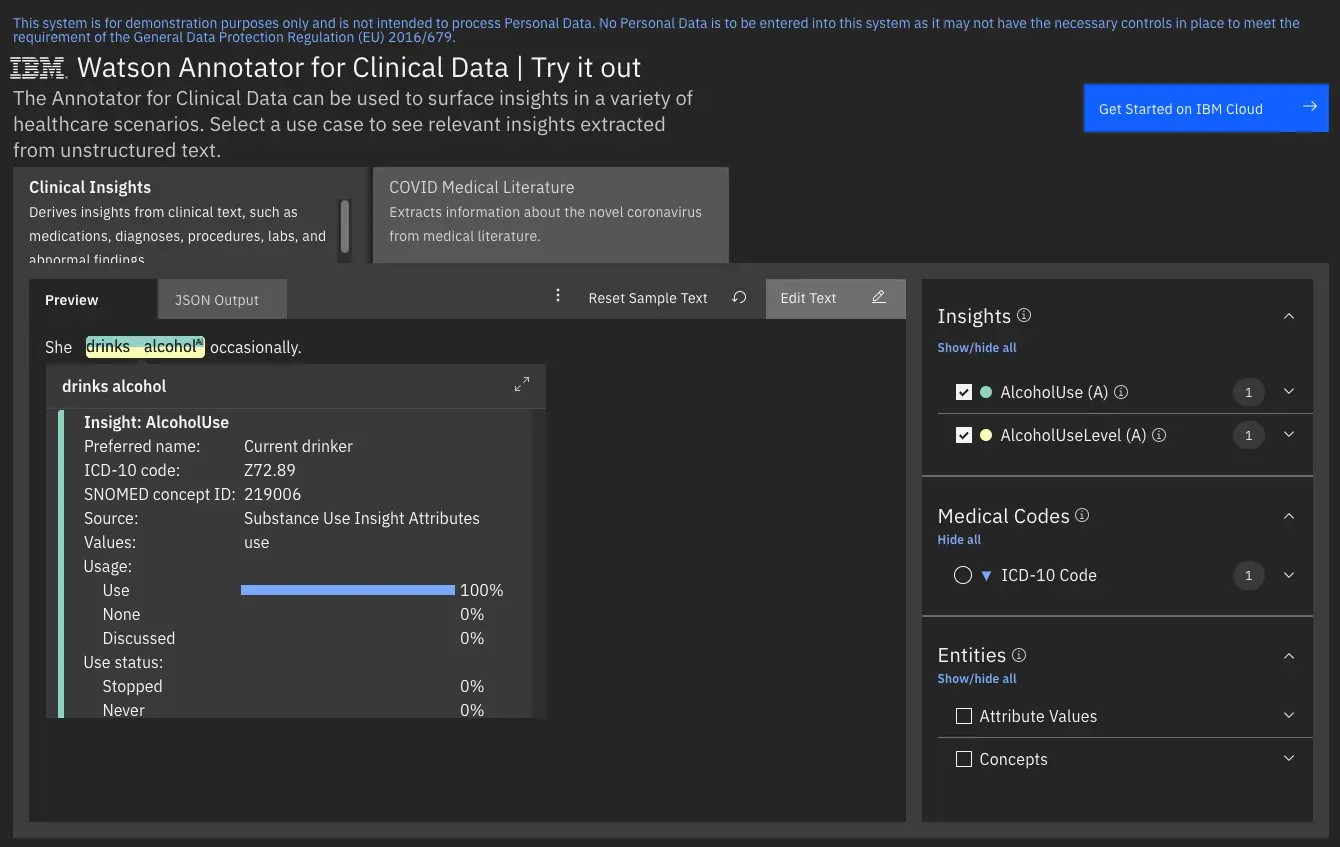 This system is for demonstration purposes only and is not intended to process Personal Data. No Personal Data is to be entered into this system as it may not have the necessary controls in place to meet the
requirement of the General Data Protection Regulation (EU) 2016/679.
IBM. Watson Annotator for Clinical Data | Try it out
The Annotator for Clinical Data can be used to surface insights in a variety of
healthcare scenarios. Select a use case to see relevant insights extracted
from unstructured text.
Get Started on IBM Cloud →
Clinical Insights
Derives insights from clinical text, such as
medications, diagnoses, procedures, labs, and
abnormal findings
COVID Medical Literature
Extracts information about the novel coronavirus
from medical literature.
Preview
JSON Output
Reset Sample Text
Edit Text
She drinks alcohol A occasionally.
drinks alcohol
Insight: AlcoholUse
Preferred name: Current drinker
ICD-10 code: Z72.89
SNOMED concept ID: 219006
Source: Substance Use Insight Attributes
Values: use
Usage:
Use 100%
None 0%
Discussed 0%
Use status:
Stopped 0%
Never 0%
Insights
Show/hide all
AlcoholUse (A) 1
AlcoholUseLevel (A) 1
Medical Codes
Hide all
ICD-10 Code 1
Entities
Show/hide all
Attribute Values
Concepts